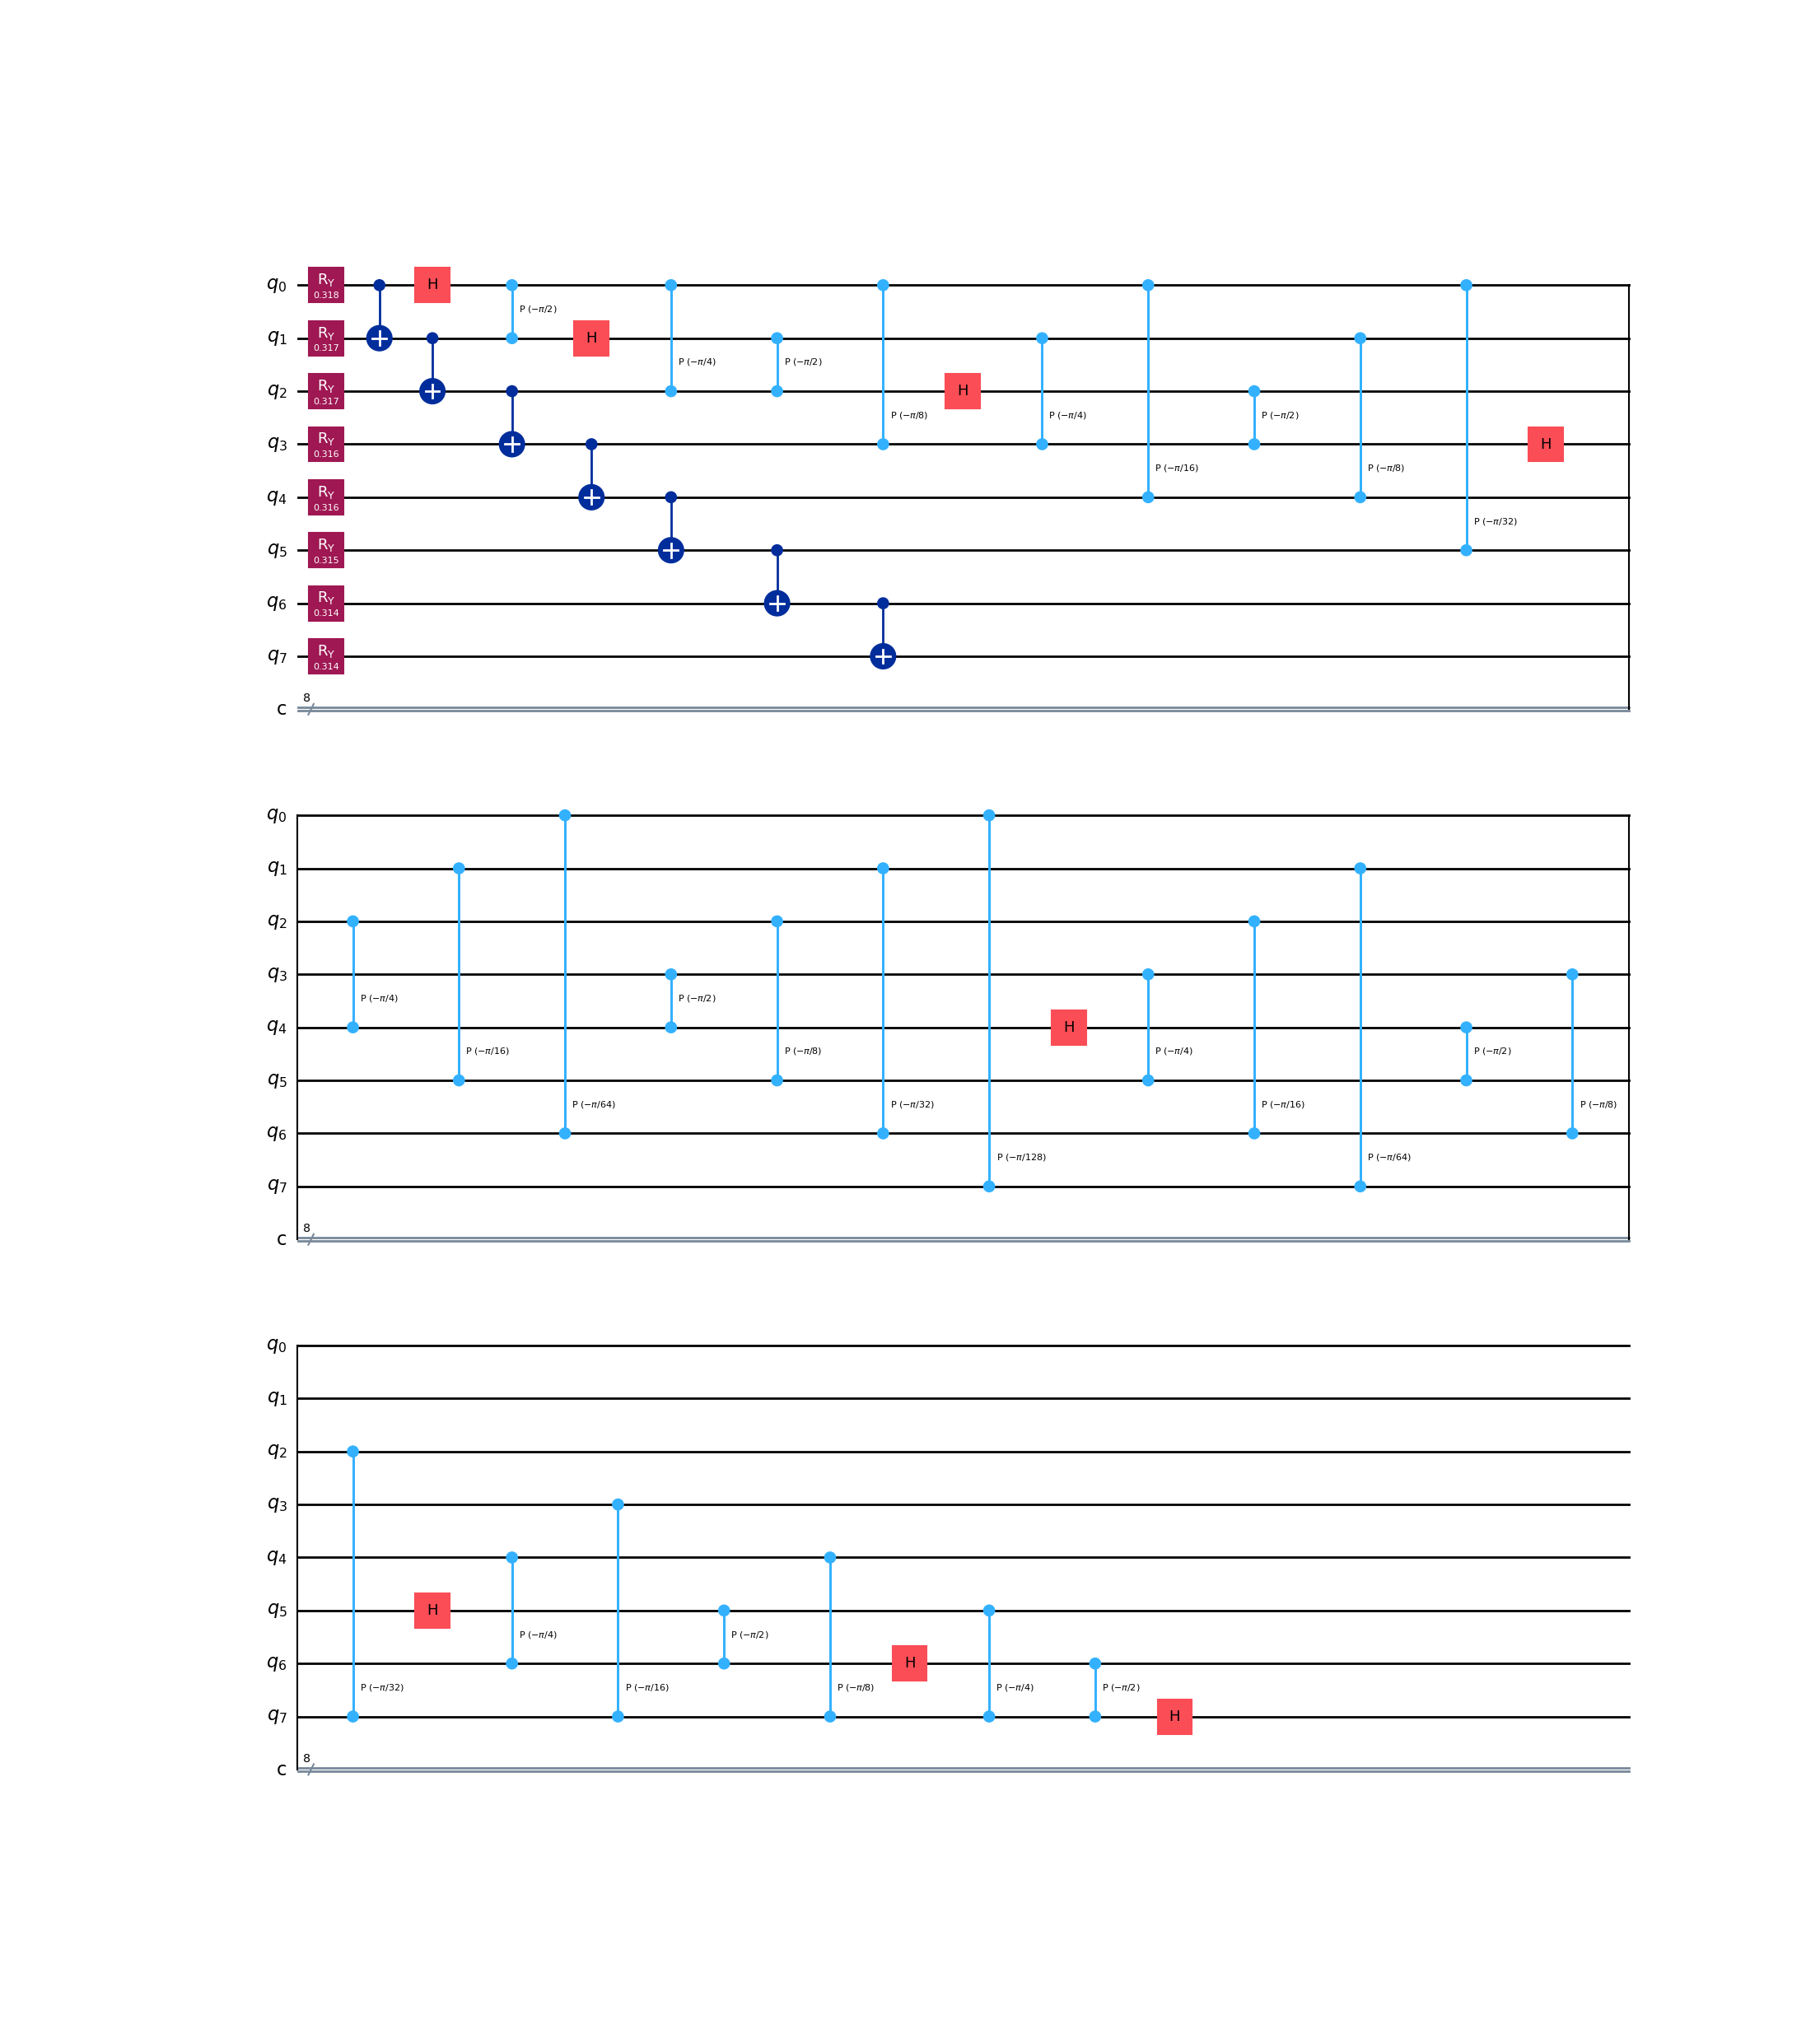 q0 RY 0.318 H
P (−π/2)
q1 RY 0.317 H
P (−π/4) P (−π/2)
q2 RY 0.317 H
P (−π/8) P (−π/4) P (−π/2)
q3 RY 0.316 H
P (−π/16) P (−π/8)
q4 RY 0.316
P (−π/32)
q5 RY 0.315
q6 RY 0.314
q7 RY 0.314
8
c
q0
q1
q2
q3
P (−π/4) P (−π/2)
q4 H
P (−π/16) P (−π/8) P (−π/4) P (−π/2)
q5
P (−π/64) P (−π/32) P (−π/16) P (−π/8)
q6
P (−π/128) P (−π/64)
q7
8
c
q0
q1
q2
q3
q4
q5 H
P (−π/4) P (−π/2)
q6 H
P (−π/32) P (−π/16) P (−π/8) P (−π/4) P (−π/2)
q7 H
8
c